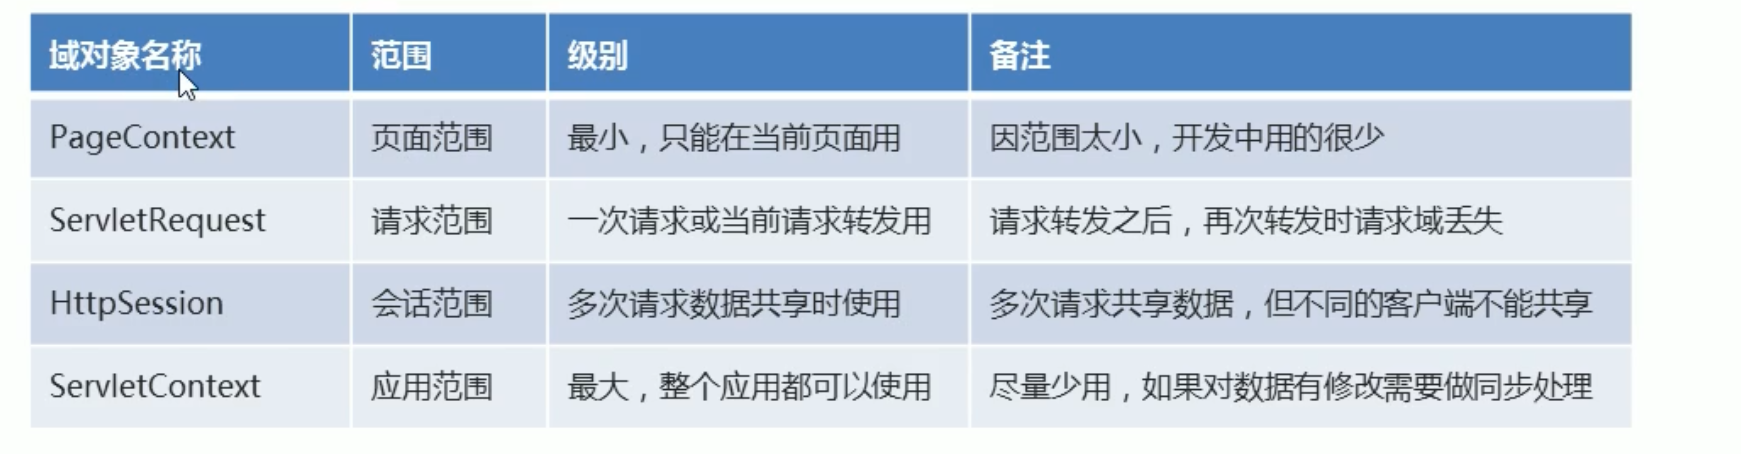 域对象名称 范围 级别 备注
PageContext 页面范围 最小，只能在当前页面用 因范围太小，开发中用的很少
ServletRequest 请求范围 一次请求或当前请求转发用 请求转发之后，再次转发时请求域丢失
HttpSession 会话范围 多次请求数据共享时使用 多次请求共享数据，但不同的客户端不能共享
ServletContext 应用范围 最大，整个应用都可以使用 尽量少用，如果对数据有修改需要做同步处理